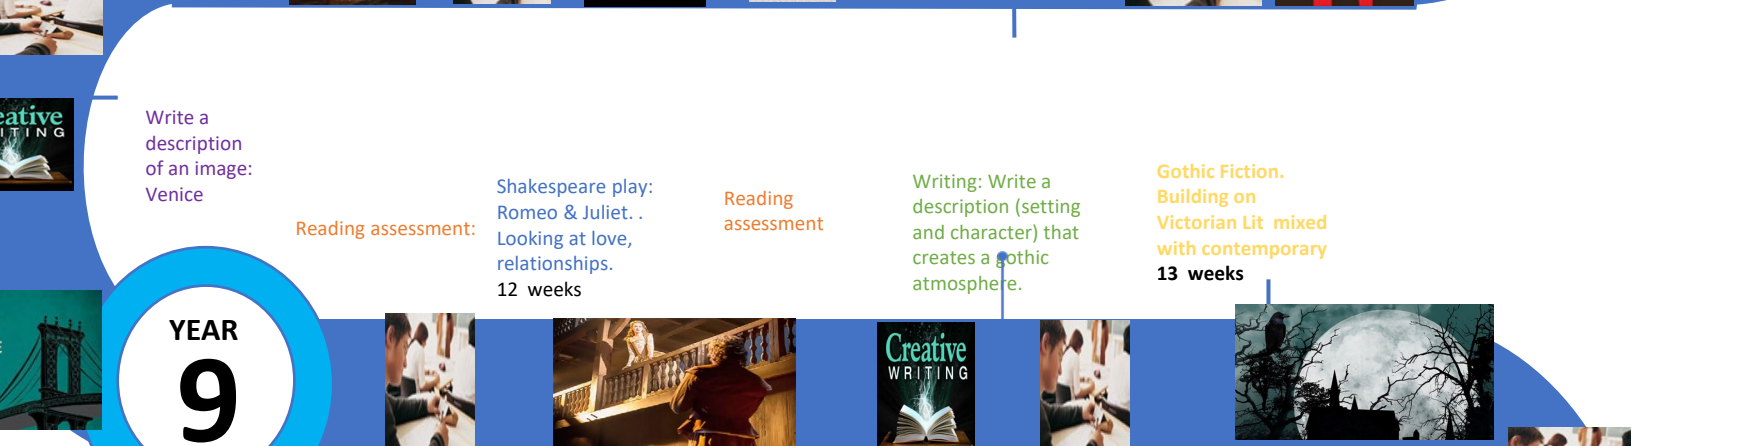 Write a
description
of an image:
Venice
Reading assessment:
Shakespeare play:
Romeo & Juliet. .
Looking at love,
relationships.
12 weeks
Reading
assessment
Writing: Write a
description (setting
and character) that
creates a gothic
atmosphere.
Gothic Fiction.
Building on
Victorian Lit mixed
with contemporary
13 weeks
eative
ITING
E
YEAR
9
Creative
WRITING